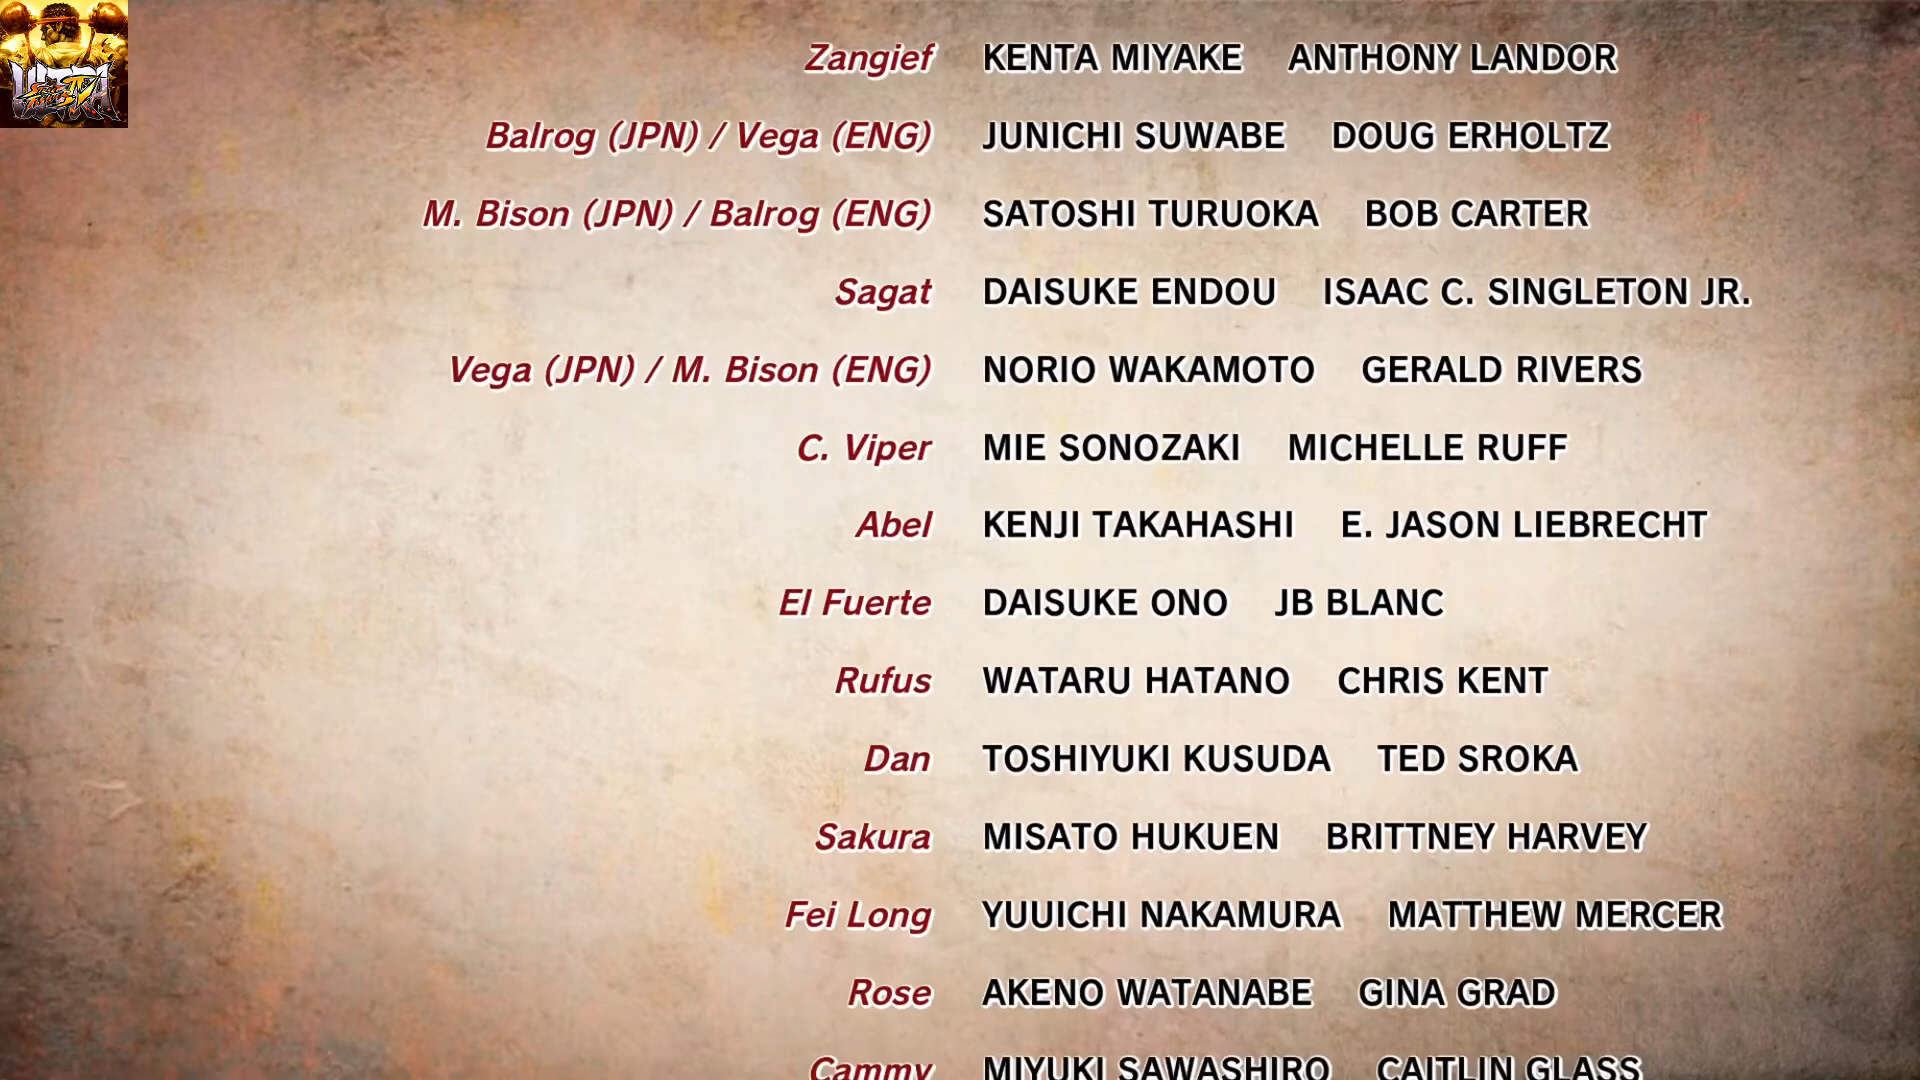 ULTRA
STREET FIGHTER IV
Zangief KENTA MIYAKE ANTHONY LANDOR
Balrog (JPN) / Vega (ENG) JUNICHI SUWABE DOUG ERHOLTZ
M. Bison (JPN) / Balrog (ENG) SATOSHI TURUOKA BOB CARTER
Sagat DAISUKE ENDOU ISAAC C. SINGLETON JR.
Vega (JPN) / M. Bison (ENG) NORIO WAKAMOTO GERALD RIVERS
C. Viper MIE SONOZAKI MICHELLE RUFF
Abel KENJI TAKAHASHI E. JASON LIEBRECHT
El Fuerte DAISUKE ONO JB BLANC
Rufus WATARU HATANO CHRIS KENT
Dan TOSHIYUKI KUSUDA TED SROKA
Sakura MISATO HUKUEN BRITTNEY HARVEY
Fei Long YUUICHI NAKAMURA MATTHEW MERCER
Rose AKENO WATANABE GINA GRAD
Cammy MIYUKI SAWASHIRO CAITLIN GLASS